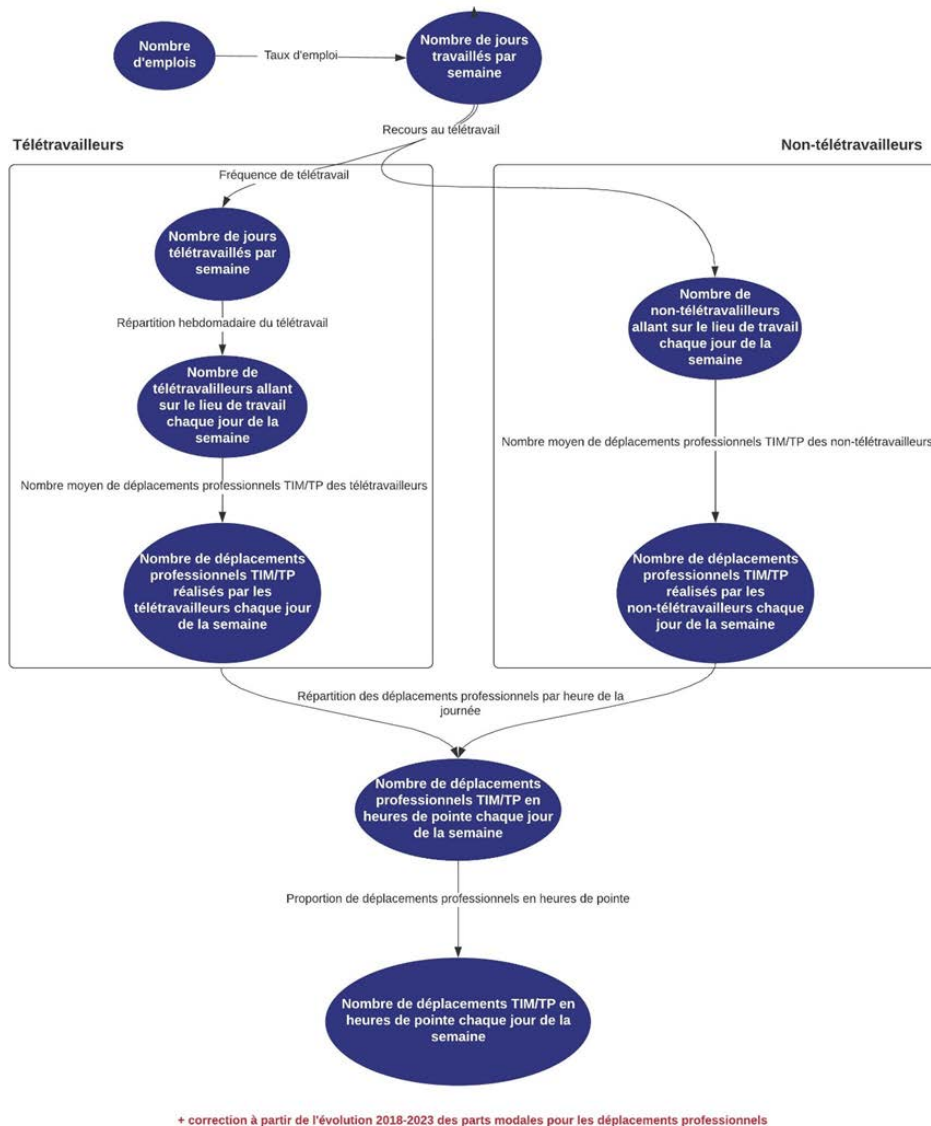 Nombre
d'emplois
Taux d'emploi
Nombre de jours
travaillés par
semaine
Recours au télétravail
Télétravailleurs
Non-télétravailleurs
Fréquence de télétravail
Nombre de jours
télétravaillés par
semaine
Répartition hebdomadaire du télétravail
Nombre de
télétravalilleurs allant
sur le lieu de travail
chaque jour de la
semaine
Nombre moyen de déplacements professionnels TIM/TP des télétravailleurs
Nombre de déplacements
professionnels TIM/TP
réalisés par les
télétravailleurs chaque jour
de la semaine
Nombre de
non-télétravalilleurs
allant sur le lieu de travail
chaque jour de la
semaine
Nombre moyen de déplacements professionnels TIM/TP des non-télétravailleurs
Nombre de déplacements
professionnels TIM/TP
réalisés par les
non-télétravailleurs chaque
jour de la semaine
Répartition des déplacements professionnels par heure de la
journée
Nombre de déplacements
professionnels TIM/TP en
heures de pointe chaque jour
de la semaine
Proportion de déplacements professionnels en heures de pointe
Nombre de déplacements TIM/TP en
heures de pointe chaque jour de la
semaine
+ correction à partir de l'évolution 2018-2023 des parts modales pour les déplacements professionnels